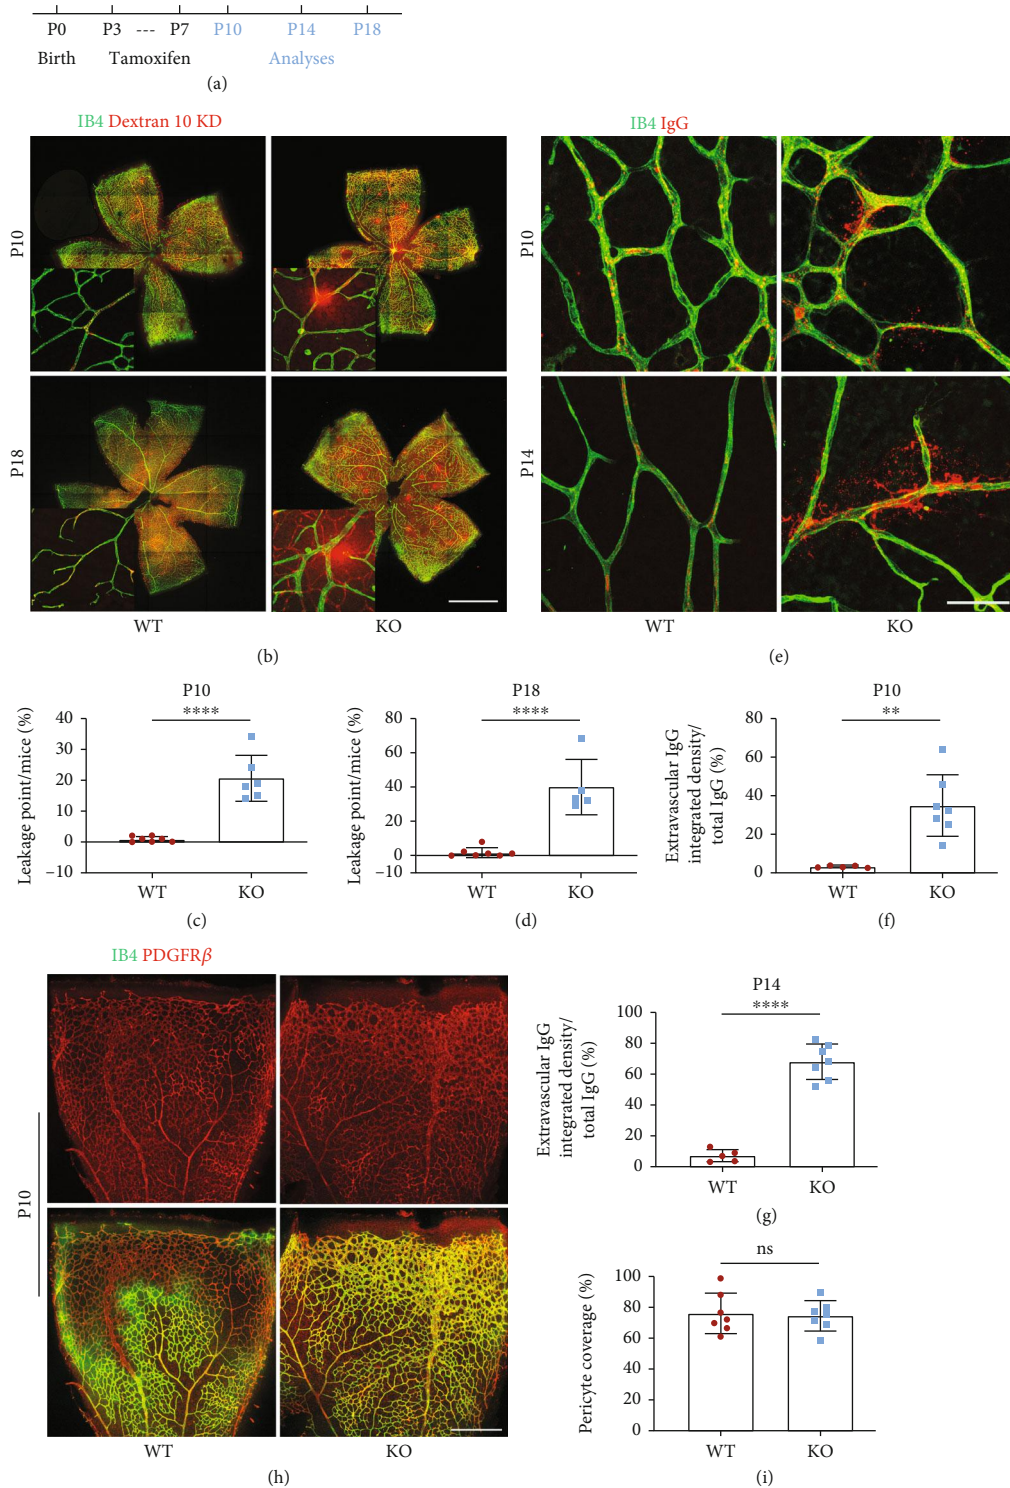 P0 P3 --- P7 P10 P14 P18
Birth Tamoxifen Analyses
(a)
IB4 Dextran 10 KD
P10
P18
WT KO
(b)
IB4 IgG
P10
P14
WT KO
(e)
P10
****
Leakage point/mice (%)
40
30
20
10
0
−10
WT KO
(c)
P18
****
Leakage point/mice (%)
80
60
40
20
0
−10
WT KO
(d)
P10
**
Extravascular IgG
integrated density/
total IgG (%)
80
60
40
20
0
WT KO
(f)
IB4 PDGFRβ
P10
WT KO
(h)
P14
****
Extravascular IgG
integrated density/
total IgG (%)
100
80
60
40
20
0
WT KO
(g)
ns
Pericyte coverage (%)
100
80
60
40
20
0
WT KO
(i)